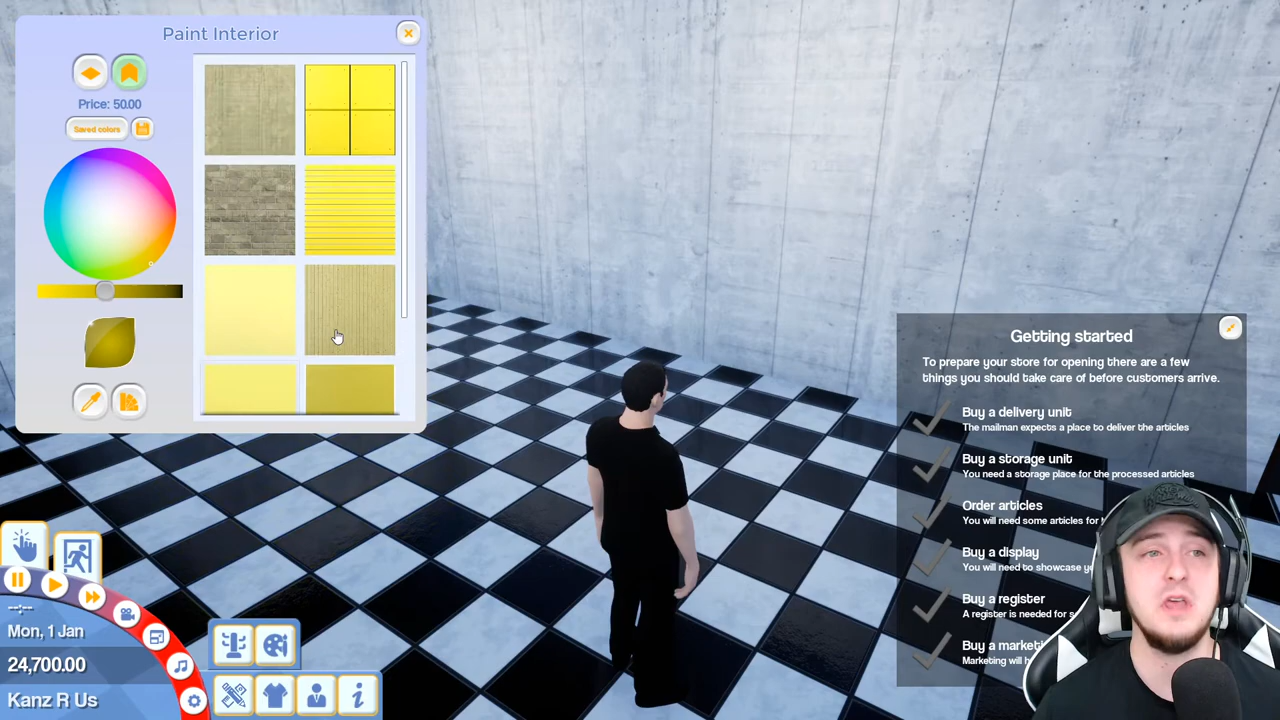 Paint Interior
Price: 50.00
Saved colors
Getting started
To prepare your store for opening there are a few
things you should take care of before customers arrive.
Buy a delivery unit
The mailman expects a place to deliver the articles
Buy a storage unit
You need a storage place for the processed articles
Order articles
You will need some articles for
Buy a display
You will need to showcase
Buy a register
A register is needed for
Buy a
Marketing will
--:--
Mon, 1 Jan
24,700.00
Kanz R Us